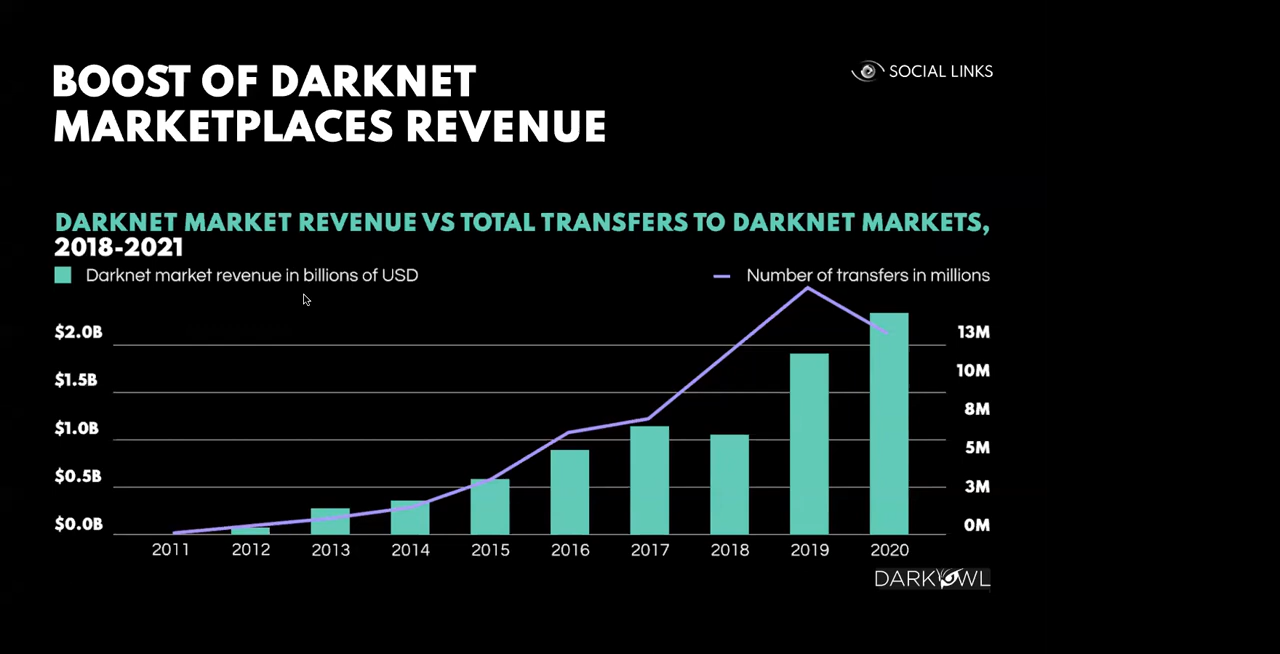 BOOST OF DARKNET
MARKETPLACES REVENUE
SOCIAL LINKS
DARKNET MARKET REVENUE VS TOTAL TRANSFERS TO DARKNET MARKETS,
2018-2021
Darknet market revenue in billions of USD
Number of transfers in millions
$2.0B
$1.5B
$1.0B
$0.5B
$0.0B
13M
10M
8M
5M
3M
0M
2011 2012 2013 2014 2015 2016 2017 2018 2019 2020
DARKOWL